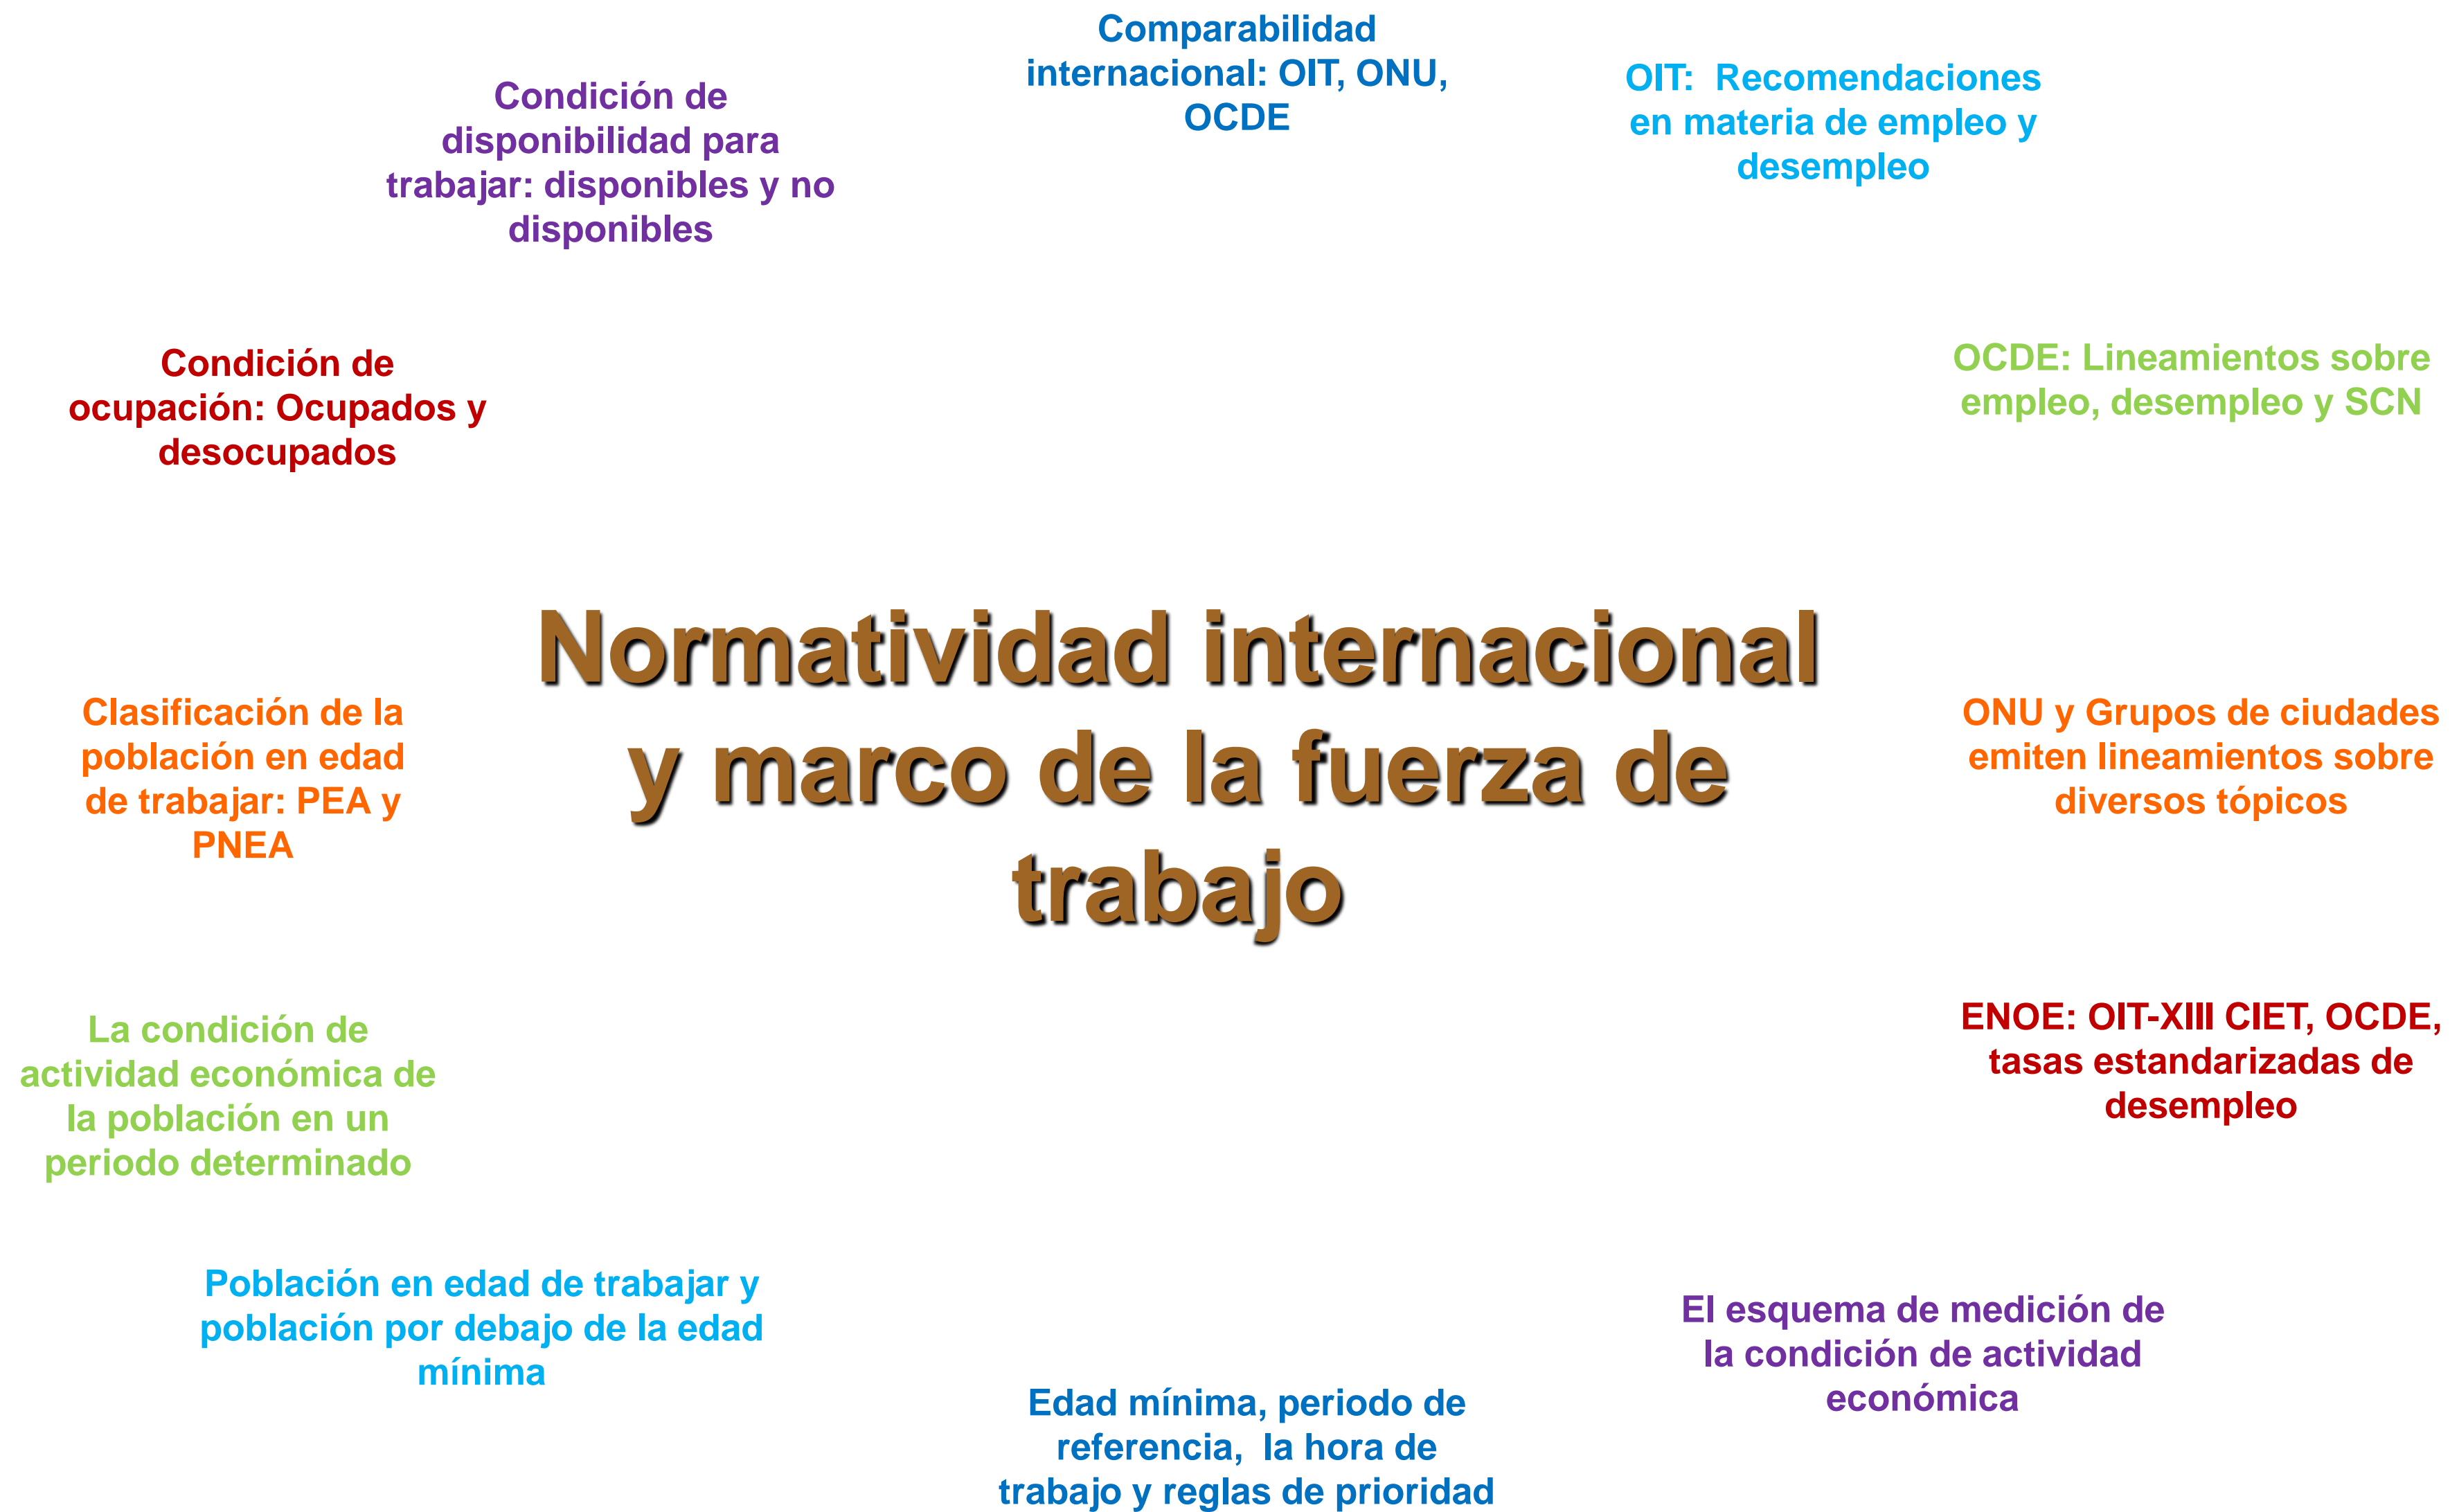 Comparabilidad
internacional: OIT, ONU,
OCDE
OIT:  Recomendaciones
en materia de empleo y
desempleo
OCDE: Lineamientos sobre
empleo, desempleo y SCN
ONU y Grupos de ciudades
emiten lineamientos sobre
diversos tópicos
ENOE: OIT-XIII CIET, OCDE,
tasas estandarizadas de
desempleo
El esquema de medición de
la condición de actividad
económica
Edad mínima, periodo de
referencia,  la hora de
trabajo y reglas de prioridad
Población en edad de trabajar y
población por debajo de la edad
mínima
La condición de
actividad económica de
la población en un
periodo determinado
Clasificación de la
población en edad
de trabajar: PEA y
PNEA
Condición de
ocupación: Ocupados y
desocupados
Condición de
disponibilidad para
trabajar: disponibles y no
disponibles
Normatividad internacional
y marco de la fuerza de
trabajo